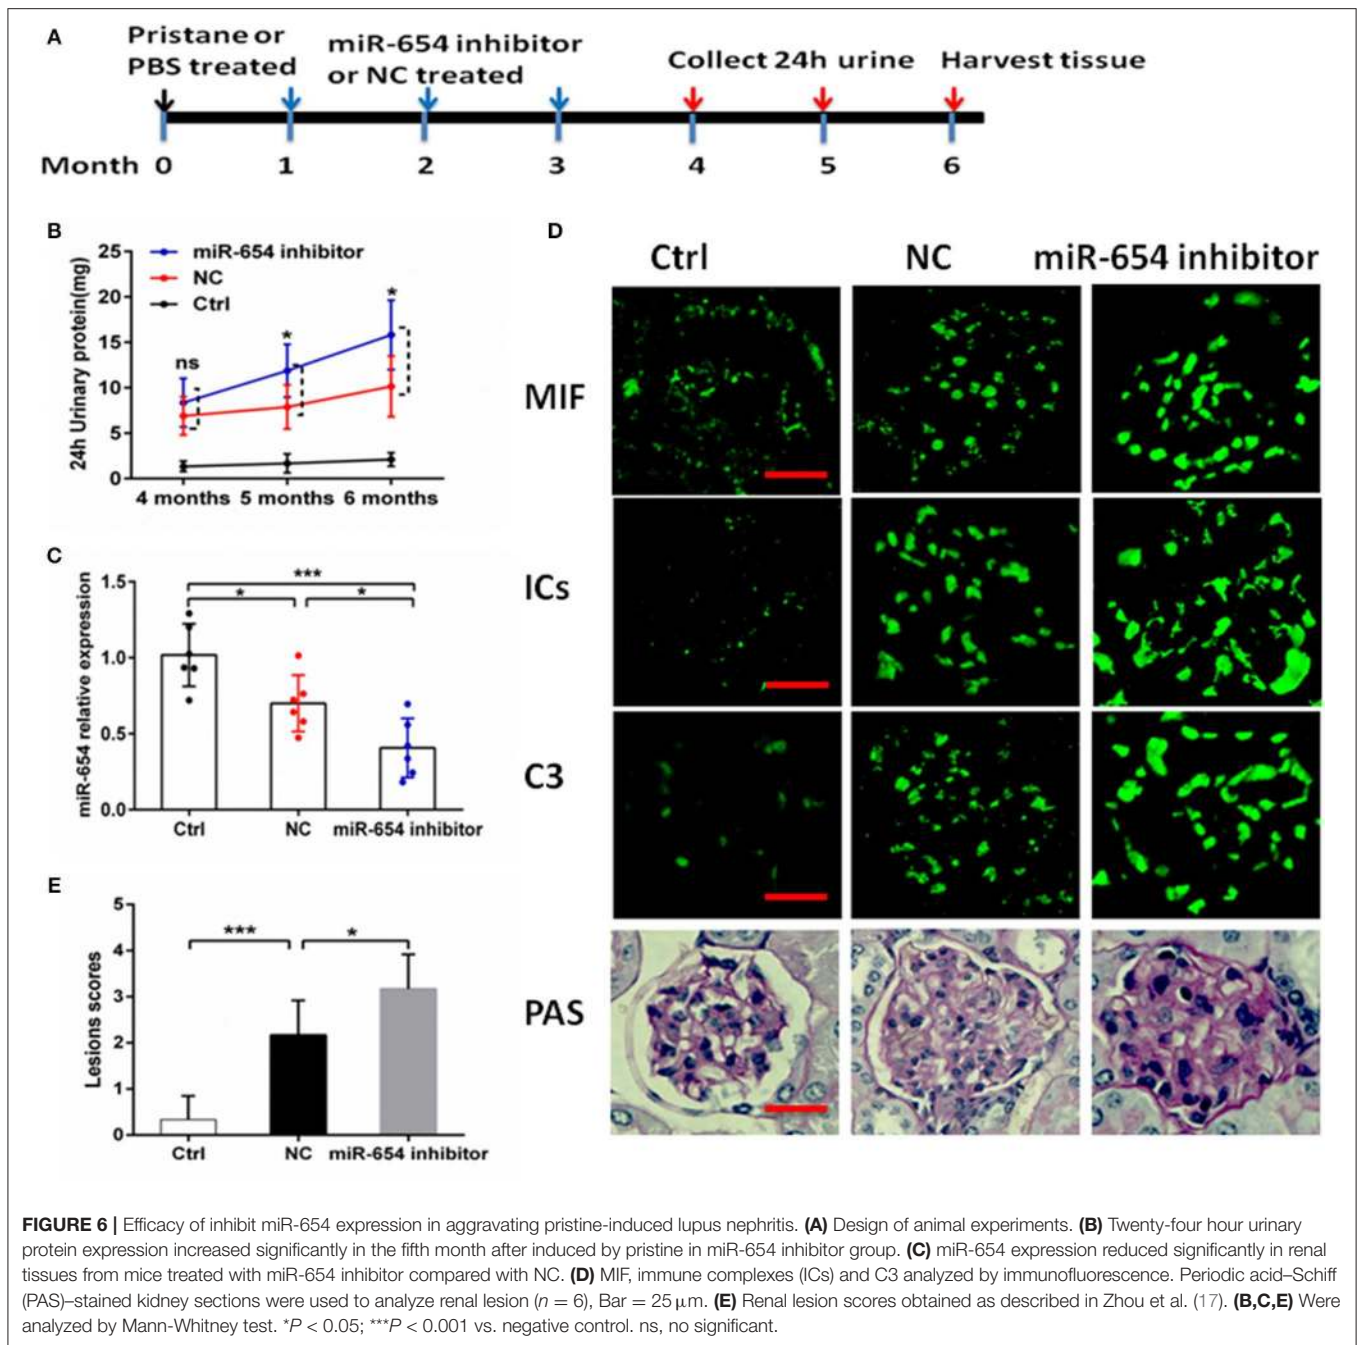 A
Pristane or
PBS treated
miR-654 inhibitor
or NC treated
Collect 24h urine
Harvest tissue
Month 0 1 2 3 4 5 6
B
24h Urinary protein(mg)
25
20
15
10
5
0
miR-654 inhibitor
NC
Ctrl
ns
*
*
4 months 5 months 6 months
C
miR-654 relative expression
1.5
1.0
0.5
0.0
***
*
*
Ctrl NC miR-654 inhibitor
E
Lesions scores
5
4
3
2
1
0
***
*
Ctrl NC miR-654 inhibitor
D
Ctrl NC miR-654 inhibitor
MIF
ICs
C3
PAS
FIGURE 6 | Efficacy of inhibit miR-654 expression in aggravating pristine-induced lupus nephritis. (A) Design of animal experiments. (B) Twenty-four hour urinary
protein expression increased significantly in the fifth month after induced by pristine in miR-654 inhibitor group. (C) miR-654 expression reduced significantly in renal
tissues from mice treated with miR-654 inhibitor compared with NC. (D) MIF, immune complexes (ICs) and C3 analyzed by immunofluorescence. Periodic acid–Schiff
(PAS)–stained kidney sections were used to analyze renal lesion (n = 6), Bar = 25 μm. (E) Renal lesion scores obtained as described in Zhou et al. (17). (B,C,E) Were
analyzed by Mann-Whitney test. *P < 0.05; ***P < 0.001 vs. negative control. ns, no significant.